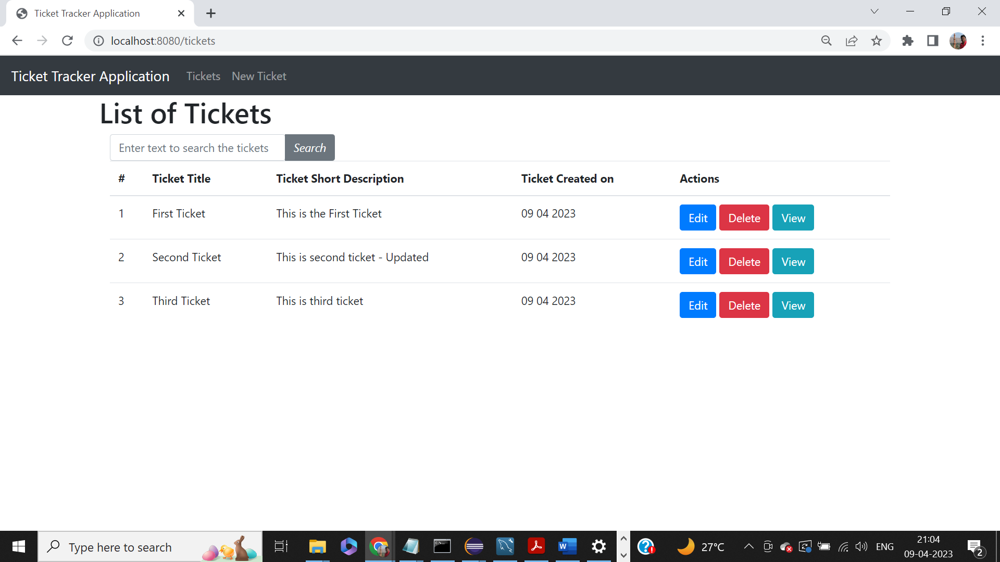 Ticket Tracker Application
localhost:8080/tickets
Ticket Tracker Application Tickets New Ticket
List of Tickets
Enter text to search the tickets Search
# Ticket Title Ticket Short Description Ticket Created on Actions
1 First Ticket This is the First Ticket 09 04 2023 Edit Delete View
2 Second Ticket This is second ticket - Updated 09 04 2023 Edit Delete View
3 Third Ticket This is third ticket 09 04 2023 Edit Delete View
Type here to search 27°C ENG 21:04
09-04-2023 2